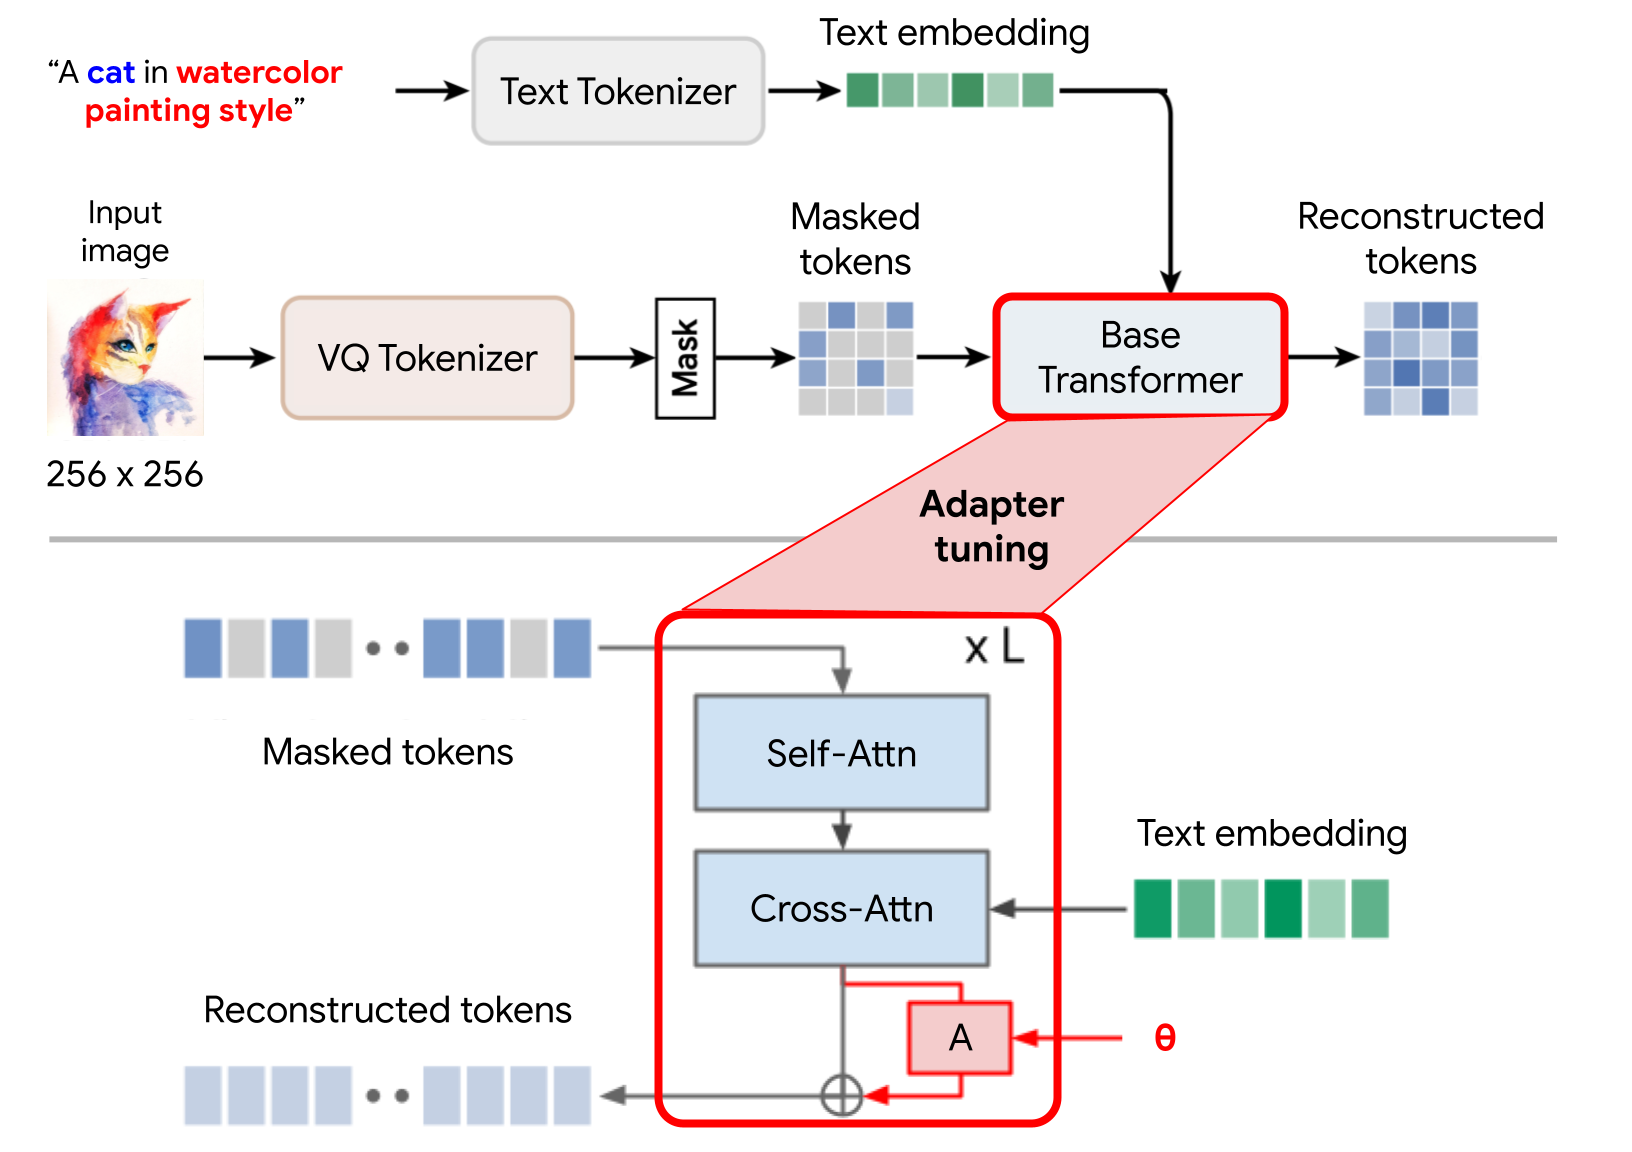 Text embedding
“A cat in watercolor
painting style”
Text Tokenizer
Input
image
Masked
tokens
Reconstructed
tokens
VQ Tokenizer
Mask
Base
Transformer
256 x 256
Adapter
tuning
x L
Self-Attn
Masked tokens
Text embedding
Cross-Attn
Reconstructed tokens
A
θ